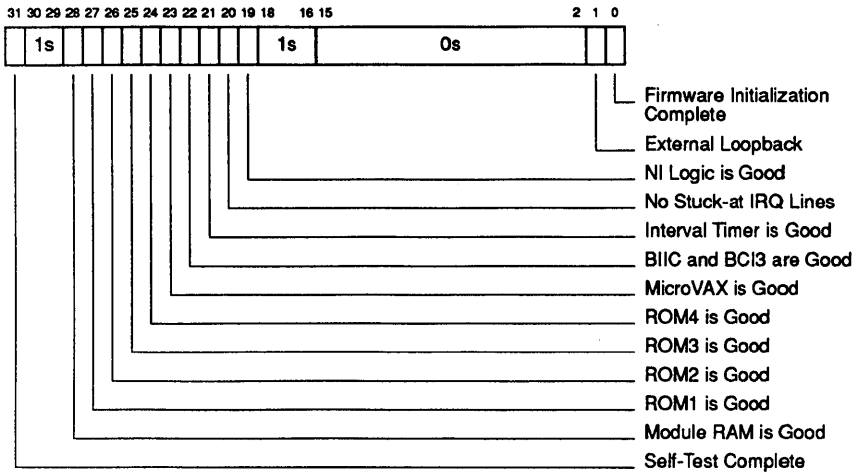 31 30 29 28 27 26 25 24 23 22 21 20 19 18 16 15 2 1 0
1s 1s 0s
Firmware Initialization
Complete
External Loopback
NI Logic is Good
No Stuck-at IRQ Lines
Interval Timer is Good
BIIC and BCI3 are Good
MicroVAX is Good
ROM4 is Good
ROM3 is Good
ROM2 is Good
ROM1 is Good
Module RAM is Good
Self-Test Complete